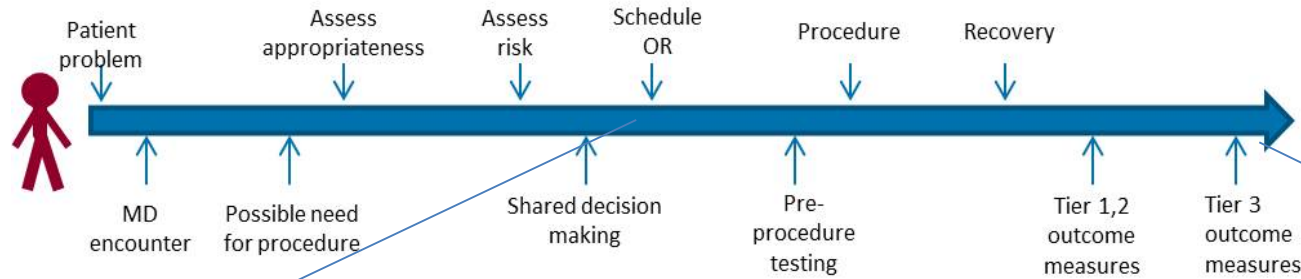 Patient
problem
Assess
appropriateness
Assess
risk
Schedule
OR
Procedure
Recovery
MD
encounter
Possible need
for procedure
Shared decision
making
Pre-
procedure
testing
Tier 1,2
outcome
measures
Tier 3
outcome
measures